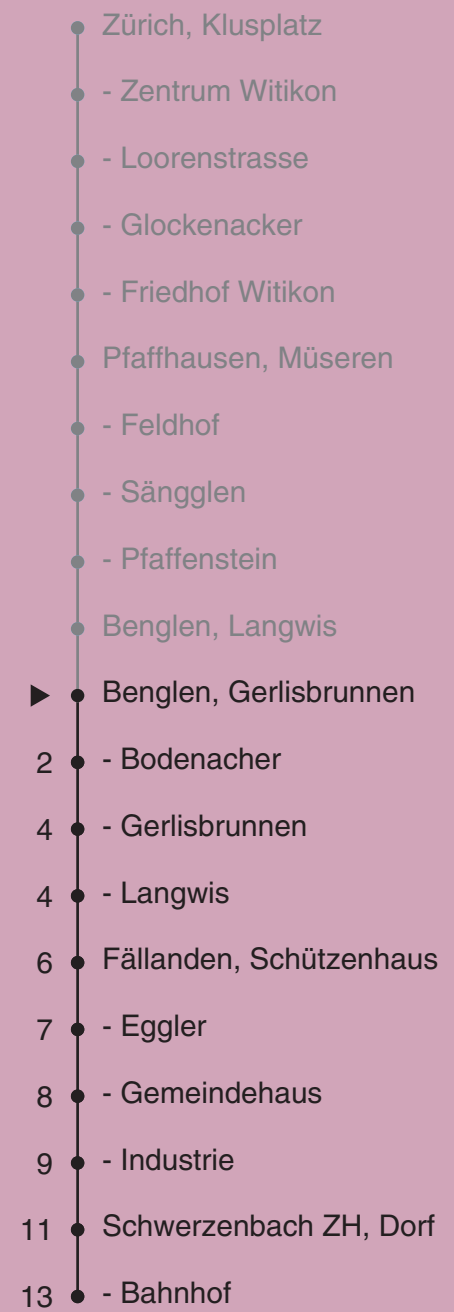 Zürich, Klusplatz
- Zentrum Witikon
- Loorenstrasse
- Glockenacker
- Friedhof Witikon
Pfaffhausen, Müseren
- Feldhof
- Sängglen
- Pfaffenstein
Benglen, Langwis
Benglen, Gerlisbrunnen
2 - Bodenacher
4 - Gerlisbrunnen
4 - Langwis
6 Fällanden, Schützenhaus
7 - Eggler
8 - Gemeindehaus
9 - Industrie
11 Schwerzenbach ZH, Dorf
13 - Bahnhof